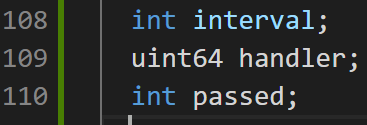 108 int interval;
109 uint64 handler;
110 int passed;